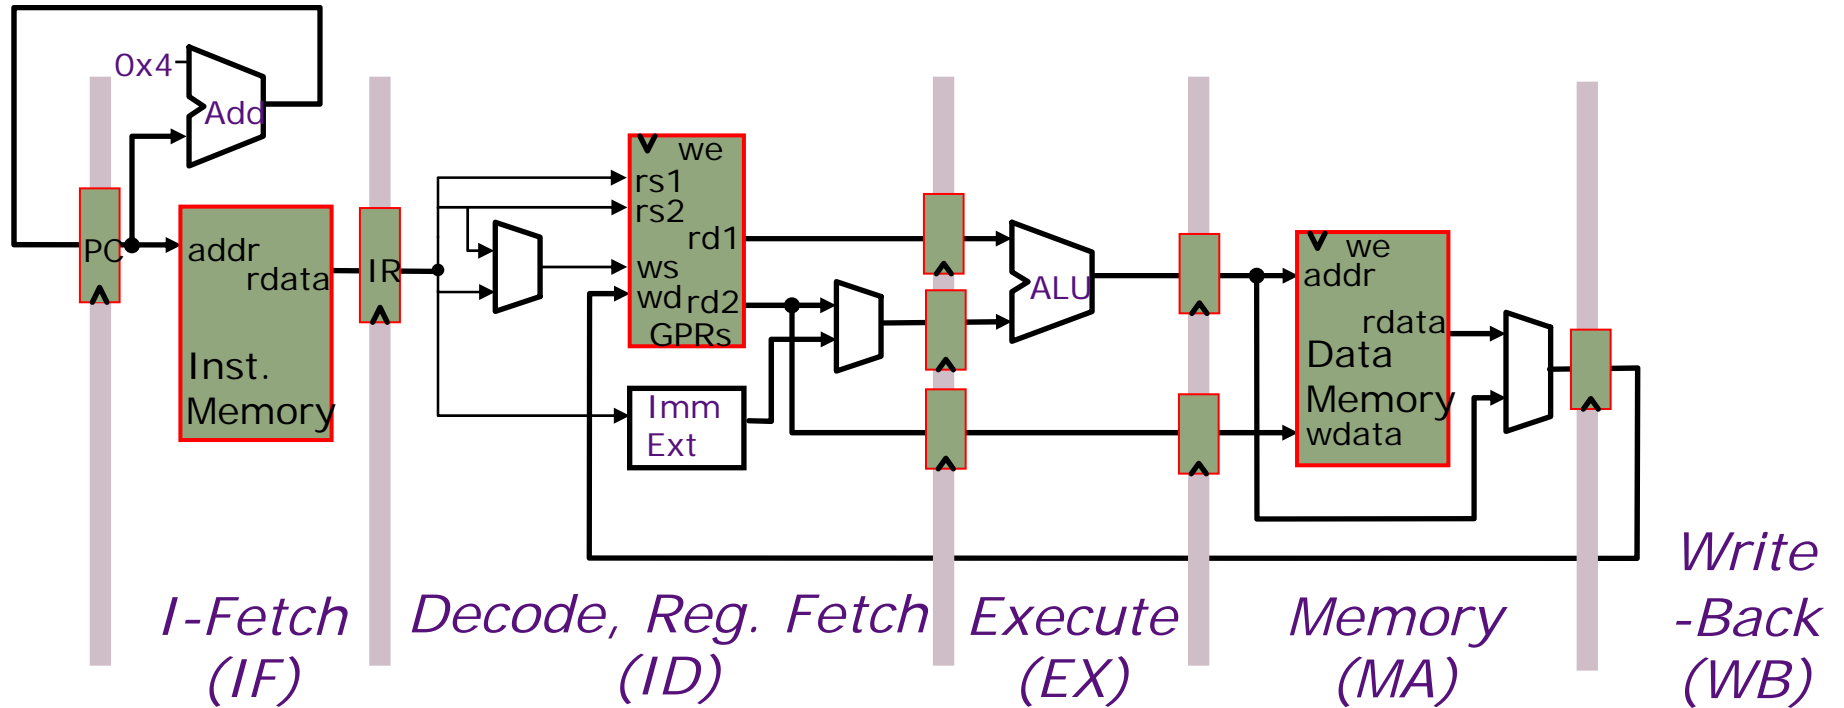 0x4
Add
PC
addr
rdata
Inst.
Memory
IR
we
rs1
rs2
rd1
ws
wd
rd2
GPRs
Imm
Ext
ALU
we
addr
rdata
Data
Memory
wdata
I-Fetch
(IF)
Decode, Reg. Fetch
(ID)
Execute
(EX)
Memory
(MA)
Write
-Back
(WB)